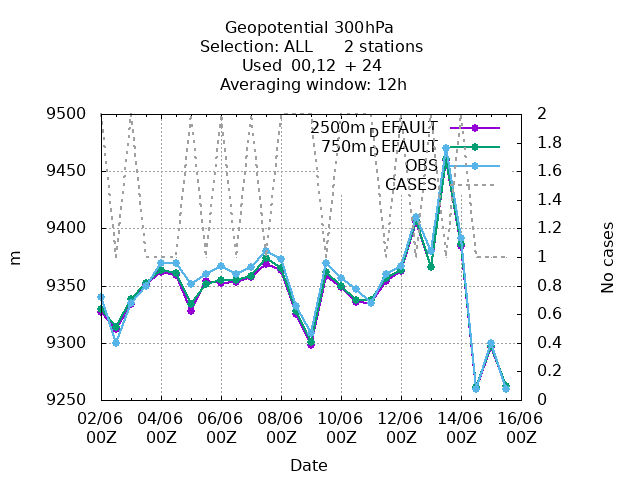 Geopotential 300hPa
Selection: ALL 2 stations
Used 00,12 + 24
Averaging window: 12h
9500
9450
9400
9350
9300
9250
m
2500m DEFAULT
750m DEFAULT
OBS
CASES
2
1.8
1.6
1.4
1.2
1
0.8
0.6
0.4
0.2
0
No cases
02/06 04/06 06/06 08/06 10/06 12/06 14/06 16/06
00Z 00Z 00Z 00Z 00Z 00Z 00Z 00Z
Date